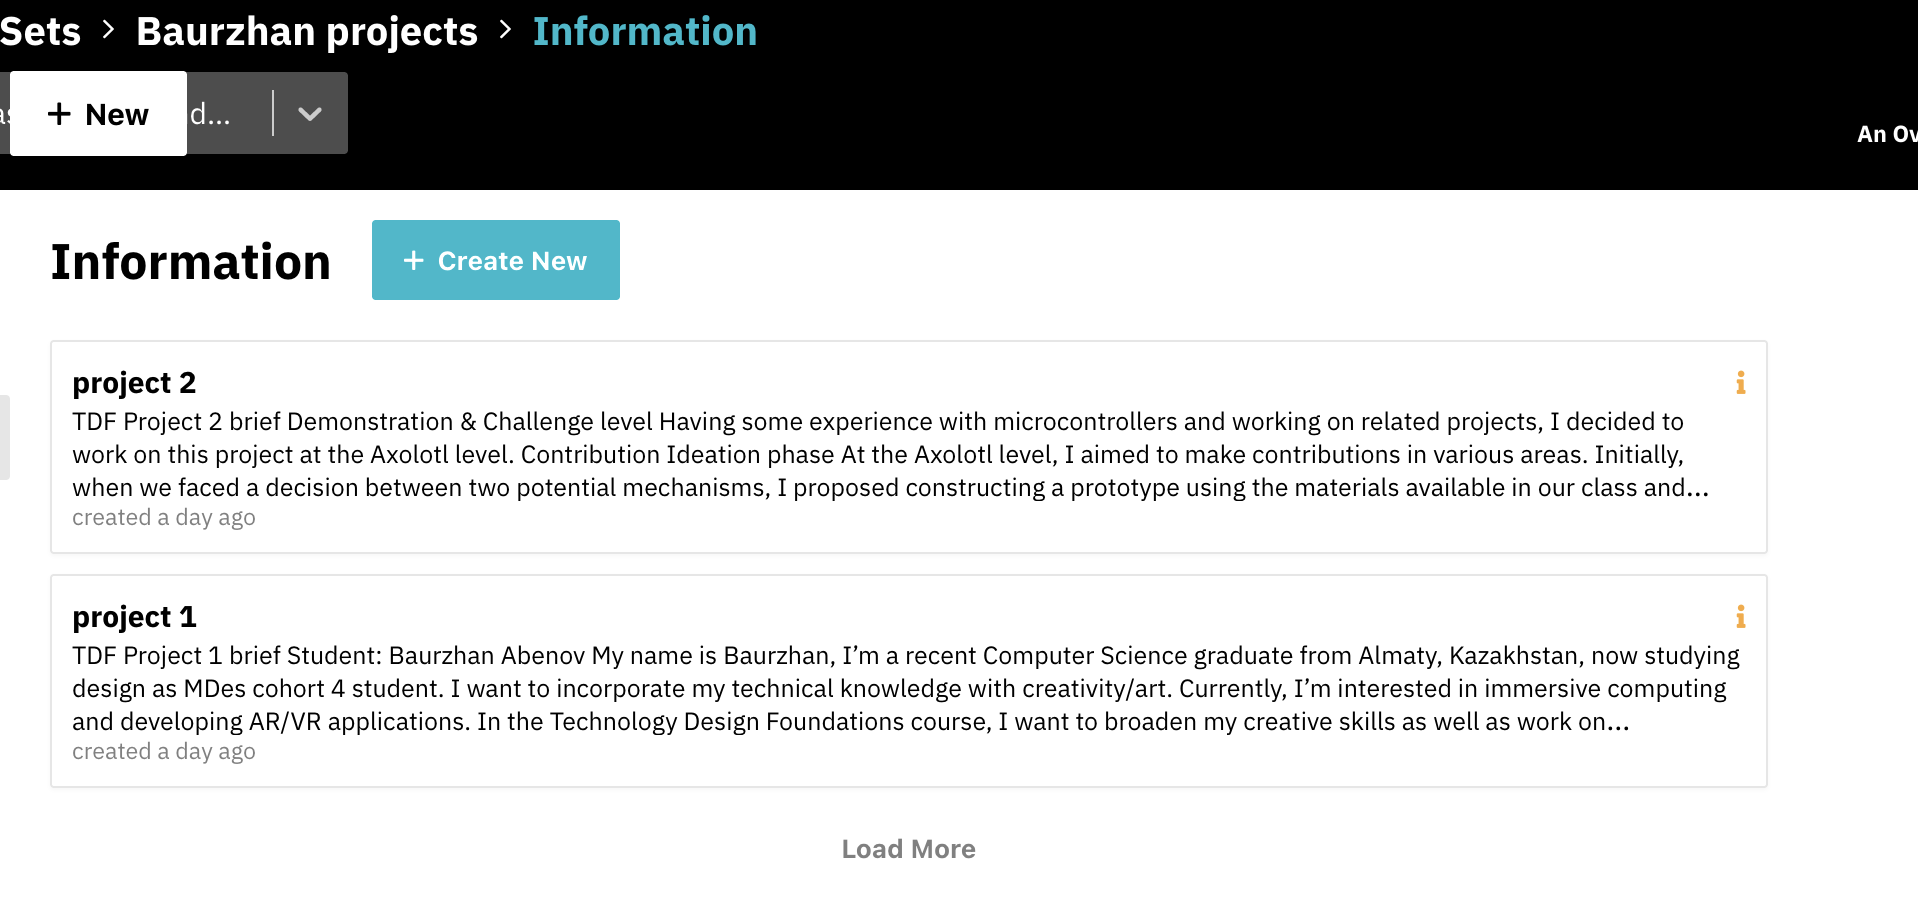 Sets > Baurzhan projects > Information
+ New d...
An Ov
Information + Create New
project 2
TDF Project 2 brief Demonstration & Challenge level Having some experience with microcontrollers and working on related projects, I decided to
work on this project at the Axolotl level. Contribution Ideation phase At the Axolotl level, I aimed to make contributions in various areas. Initially,
when we faced a decision between two potential mechanisms, I proposed constructing a prototype using the materials available in our class and...
created a day ago
project 1
TDF Project 1 brief Student: Baurzhan Abenov My name is Baurzhan, I’m a recent Computer Science graduate from Almaty, Kazakhstan, now studying
design as MDes cohort 4 student. I want to incorporate my technical knowledge with creativity/art. Currently, I’m interested in immersive computing
and developing AR/VR applications. In the Technology Design Foundations course, I want to broaden my creative skills as well as work on...
created a day ago
Load More